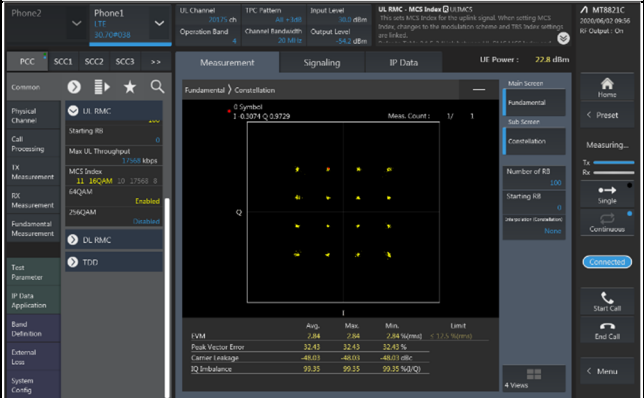 Phone2
Phone1
LTE
30.70#038
UL Channel
20175 ch
Operation Band
4
TPC Pattern
All +3dB
Channel Bandwidth
20 MHz
Input Level
30.0 dBm
Output Level
-54.2 dBm
UL RMC - MCS Index ULIMCS
This sets MCS Index for the uplink signal. When setting MCS
Index, changes to the modulation scheme and TBS index settings
are linked.
MT8821C
2020/06/02 09:56
RF Output : On
PCC
SCC1
SCC2
SCC3
>>
Measurement
Signaling
IP Data
UE Power :
22.8 dBm
Common
Physical
Channel
Call
Processing
TX
Measurement
RX
Measurement
Fundamental
Measurement
Test
Parameter
IP Data
Application
Band
Definition
External
Loss
System
Config
UL RMC
100
Starting RB
0
Max UL Throughput
17568 kbps
MCS Index
11 16QAM 10 17568 8
64QAM
Enabled
256QAM
Disabled
DL RMC
TDD
Fundamental
Constellation
0 Symbol
I -0.3074 Q 0.9729
Meas. Count :
1/ 1
Q
I
Avg.
Max.
Min.
Limit
EVM
2.84
2.84
2.84 %(rms)
≤ 12.5 %(rms)
Peak Vector Error
32.43
32.43
32.43 %
Carrier Leakage
-48.03
-48.03
-48.03 dBc
IQ Imbalance
99.35
99.35
99.35 %(I/Q)
Main Screen
Fundamental
Sub Screen
Constellation
Number of RB
100
Starting RB
0
Interpolation (Constellation)
None
4 Views
Home
< Preset
Measuring...
Tx
Rx
Single
Continuous
Connected
Start Call
End Call
< Menu